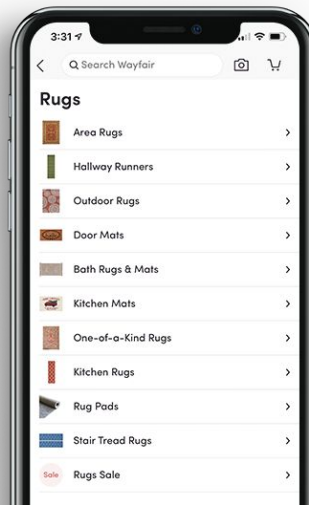 3:31
Search Wayfair
Rugs
Area Rugs
Hallway Runners
Outdoor Rugs
Door Mats
Bath Rugs & Mats
Kitchen Mats
One-of-a-Kind Rugs
Kitchen Rugs
Rug Pads
Stair Tread Rugs
Sale Rugs Sale